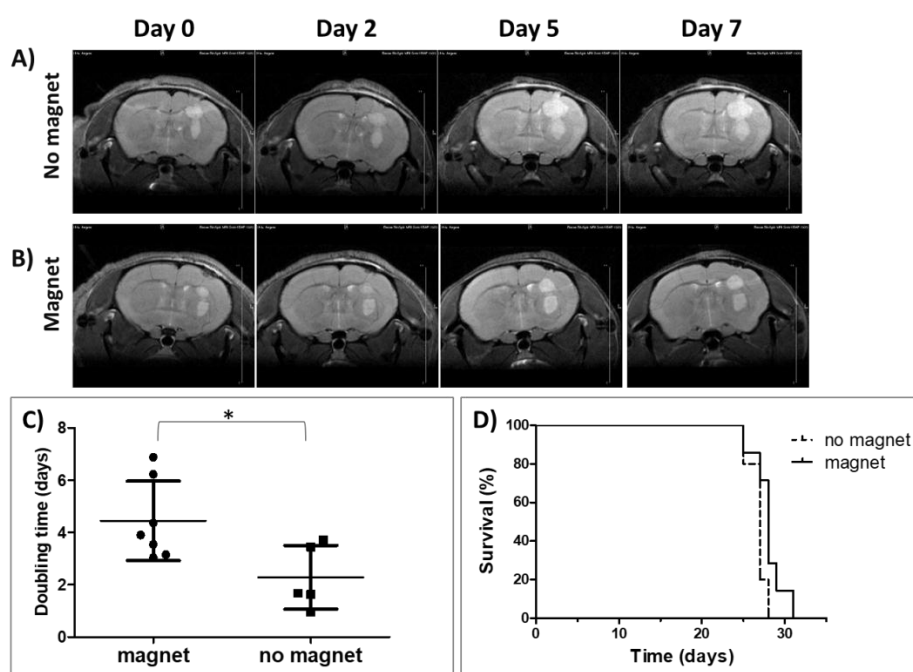 Day 0 Day 2 Day 5 Day 7
A)
No magnet
B)
Magnet
C)
*
8
6
4
2
0
Doubling time (days)
magnet no magnet
D)
100
80
60
40
20
0
Survival (%)
0 10 20 30
Time (days)
no magnet
magnet